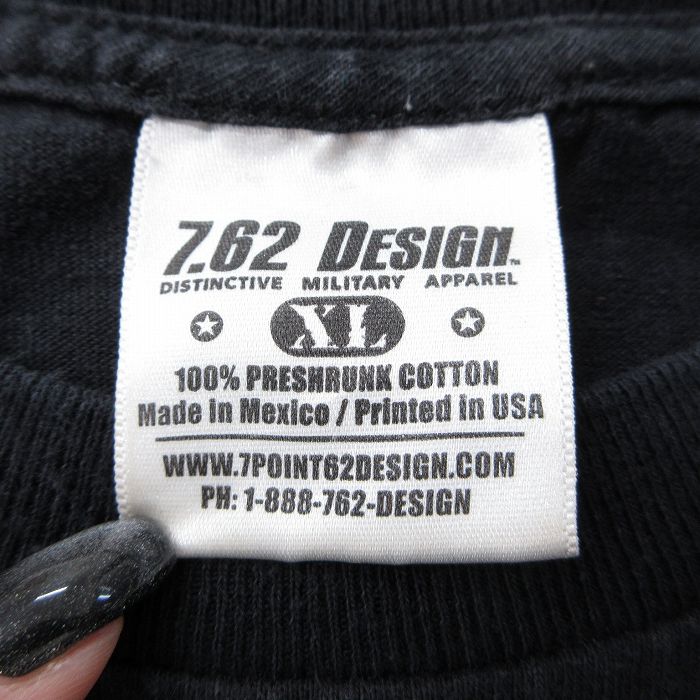 7.62 DESIGN™
DISTINCTIVE MILITARY APPAREL
XL
100% PRESHRUNK COTTON
Made in Mexico / Printed in USA
WWW.7POINT62DESIGN.COM
PH: 1-888-762-DESIGN